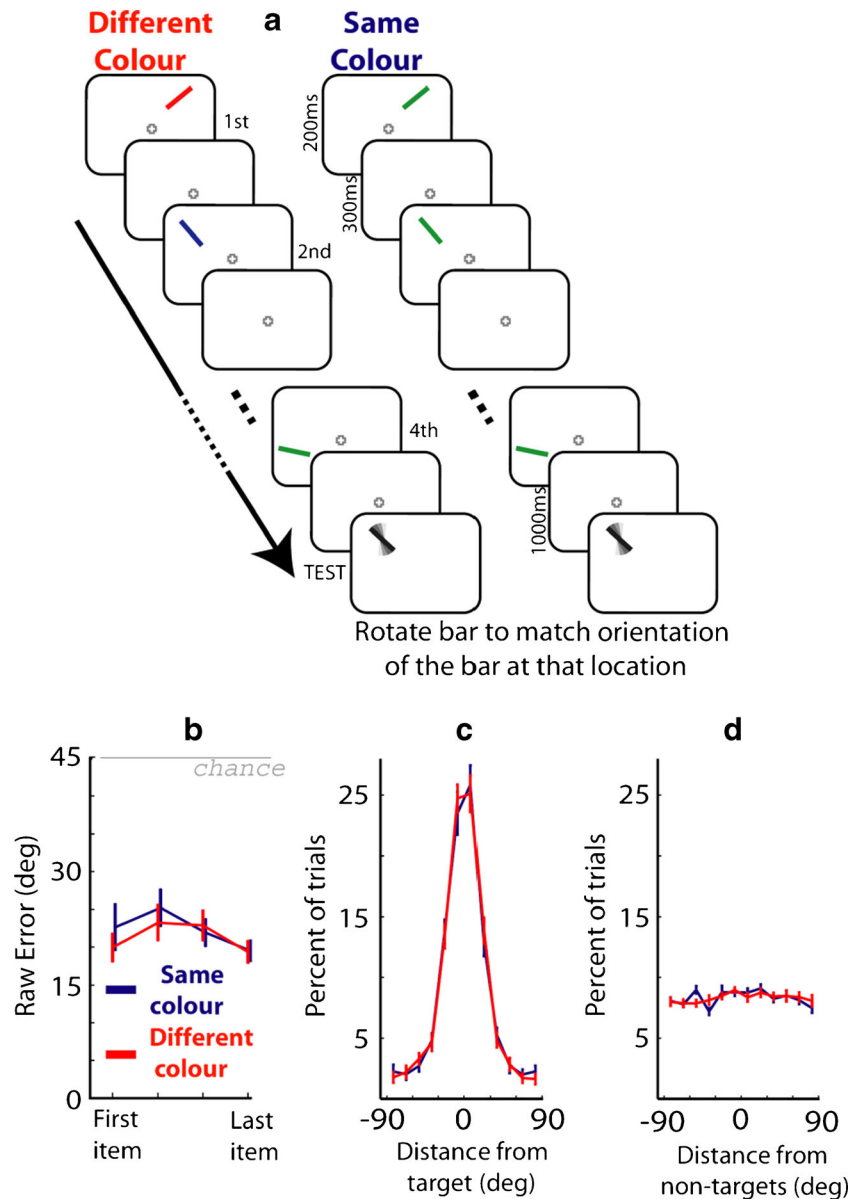 Different
Colour
a
Same
Colour
1st
200ms
300ms
2nd
4th
1000ms
TEST
Rotate bar to match orientation
of the bar at that location
b
45
chance
30
15
0
Raw Error (deg)
Same
colour
Different
colour
First
item
Last
item
c
25
15
5
Percent of trials
-90
0
90
Distance from
target (deg)
d
25
15
5
Percent of trials
-90
0
90
Distance from
non-targets (deg)